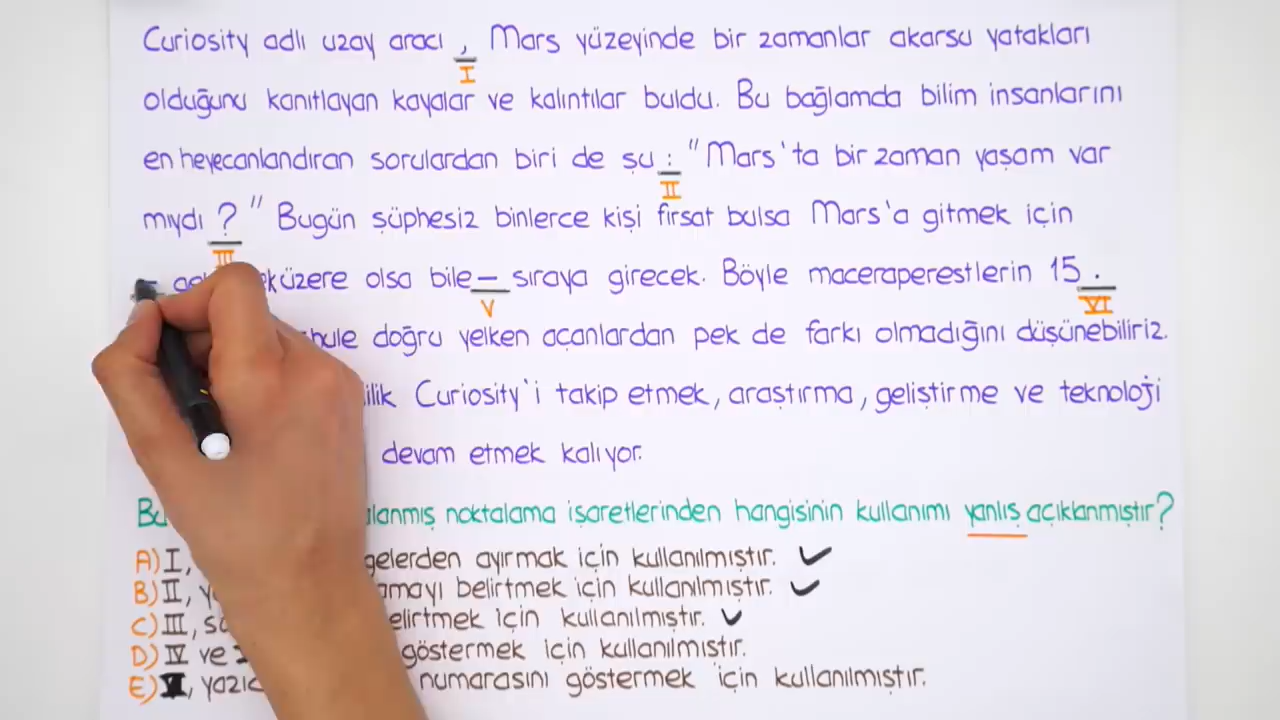 Curiosity adlı uzay aracı , Mars yüzeyinde bir zamanlar akarsu yatakları
I
olduğunu kanıtlayan kayalar ve kalıntılar buldu. Bu bağlamda bilim insanlarını
en heyecanlandıran sorulardan biri de şu : "Mars'ta bir zaman yaşam var
II
mıydı ? " Bugün şüphesiz binlerce kişi fırsat bulsa Mars'a gitmek için
III
üzere olsa bile – sıraya girecek. Böyle maceraperestlerin 15 .
V VI
doğru yelken açanlardan pek de farkı olmadığını düşünebiliriz.
Curiosity'i takip etmek, araştırma, geliştirme ve teknoloji
devam etmek kalıyor.
noktalama işaretlerinden hangisinin kullanımı yanlış açıklanmıştır?
A) I, ayırmak için kullanılmıştır.
B) II, belirtmek için kullanılmıştır.
C) III, için kullanılmıştır.
D) IV ve göstermek için kullanılmıştır.
E) numarasını göstermek için kullanılmıştır.